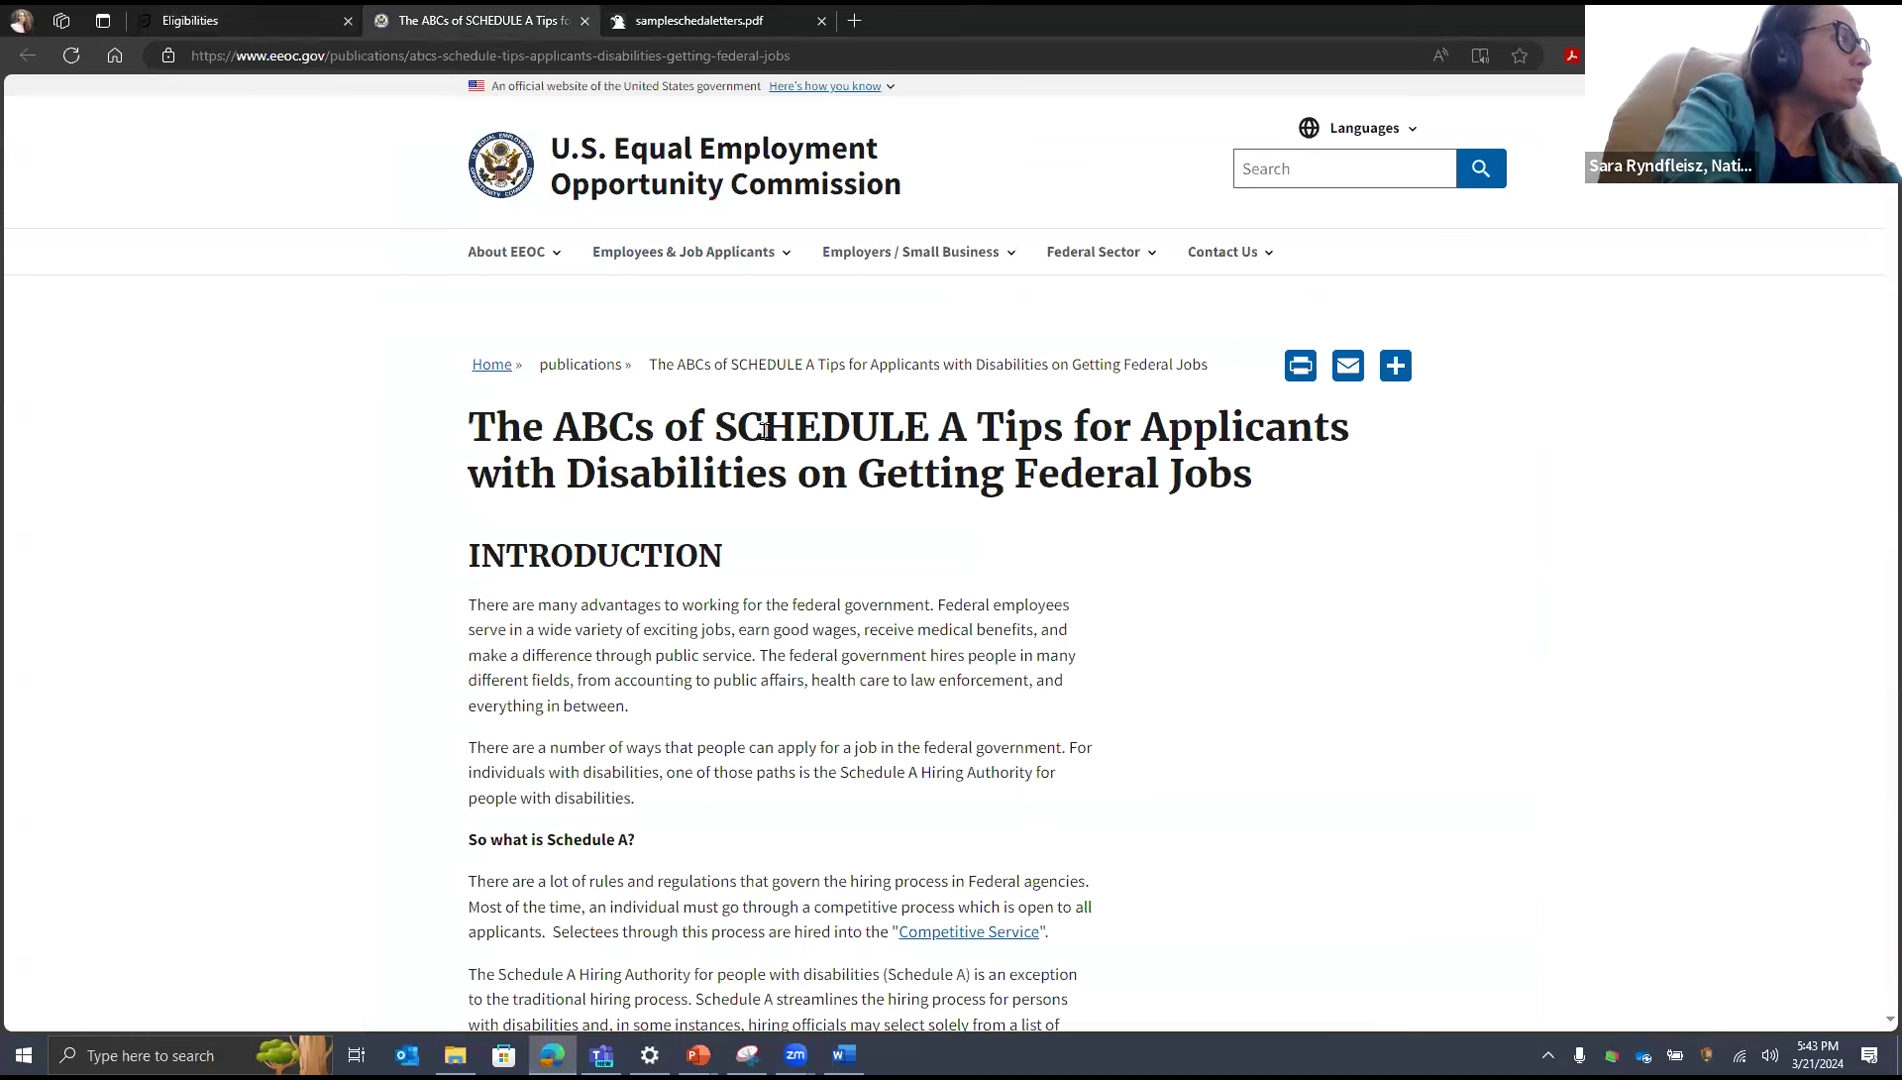 Eligibilities
The ABCs of SCHEDULE A Tips fo
sampleschedaletters.pdf
https://www.eeoc.gov/publications/abcs-schedule-tips-applicants-disabilities-getting-federal-jobs
An official website of the United States government Here's how you know
Languages
U.S. Equal Employment
Opportunity Commission
Search
Sara Ryndfleisz, Nati...
About EEOC Employees & Job Applicants Employers / Small Business Federal Sector Contact Us
Home » publications » The ABCs of SCHEDULE A Tips for Applicants with Disabilities on Getting Federal Jobs
The ABCs of SCHEDULE A Tips for Applicants
with Disabilities on Getting Federal Jobs
INTRODUCTION
There are many advantages to working for the federal government. Federal employees
serve in a wide variety of exciting jobs, earn good wages, receive medical benefits, and
make a difference through public service. The federal government hires people in many
different fields, from accounting to public affairs, health care to law enforcement, and
everything in between.
There are a number of ways that people can apply for a job in the federal government. For
individuals with disabilities, one of those paths is the Schedule A Hiring Authority for
people with disabilities.
So what is Schedule A?
There are a lot of rules and regulations that govern the hiring process in Federal agencies.
Most of the time, an individual must go through a competitive process which is open to all
applicants. Selectees through this process are hired into the "Competitive Service".
The Schedule A Hiring Authority for people with disabilities (Schedule A) is an exception
to the traditional hiring process. Schedule A streamlines the hiring process for persons
with disabilities and, in some instances, hiring officials may select solely from a list of
Type here to search
5:43 PM
3/21/2024